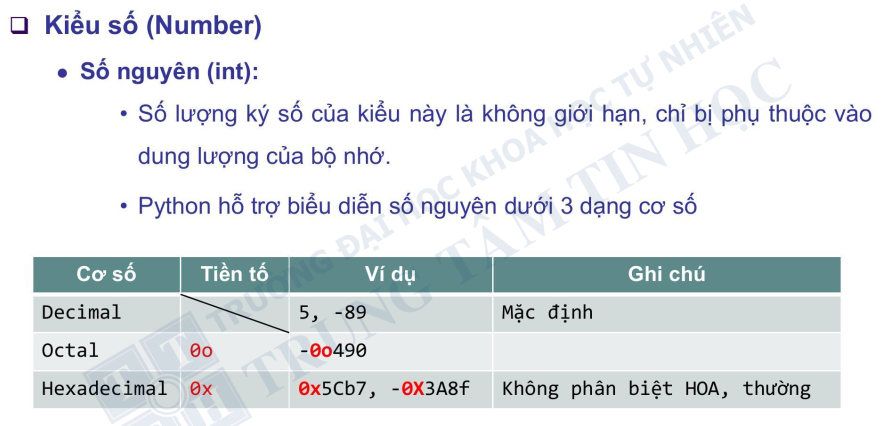 Kiểu số (Number)
Số nguyên (int):
Số lượng ký số của kiểu này là không giới hạn, chỉ bị phụ thuộc vào
dung lượng của bộ nhớ.
Python hỗ trợ biểu diễn số nguyên dưới 3 dạng cơ số
Cơ số Tiền tố Ví dụ Ghi chú
Decimal 5, -89 Mặc định
Octal 0o -0o490
Hexadecimal 0x 0x5Cb7, -0X3A8f Không phân biệt HOA, thường
TRƯỜNG ĐẠI HỌC KHOA HỌC TỰ NHIÊN
TRUNG TÂM TIN HỌC